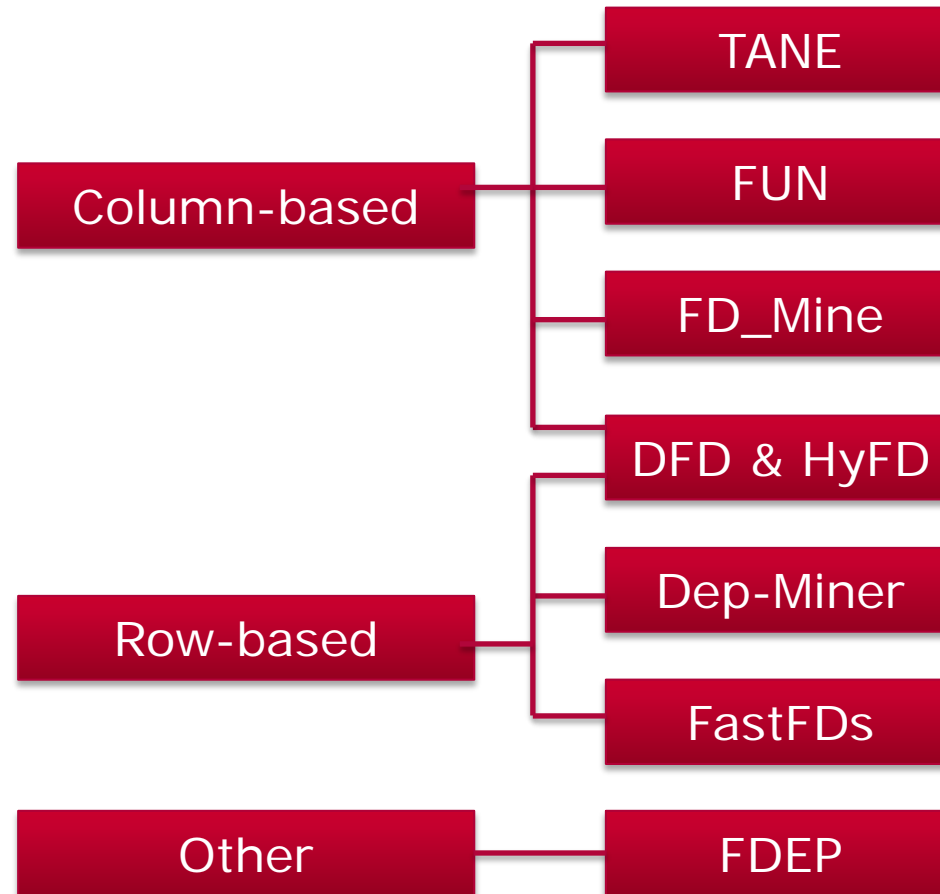 TANE
Column-based
FUN
FD_Mine
DFD & HyFD
Dep-Miner
Row-based
FastFDs
Other
FDEP